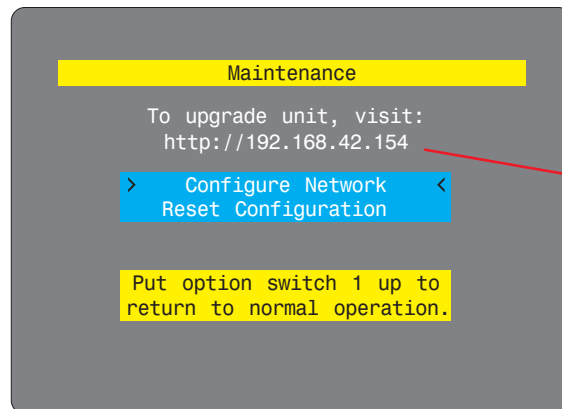 Maintenance
To upgrade unit, visit:
http://192.168.42.154
> Configure Network <
Reset Configuration
Put option switch 1 up to
return to normal operation.